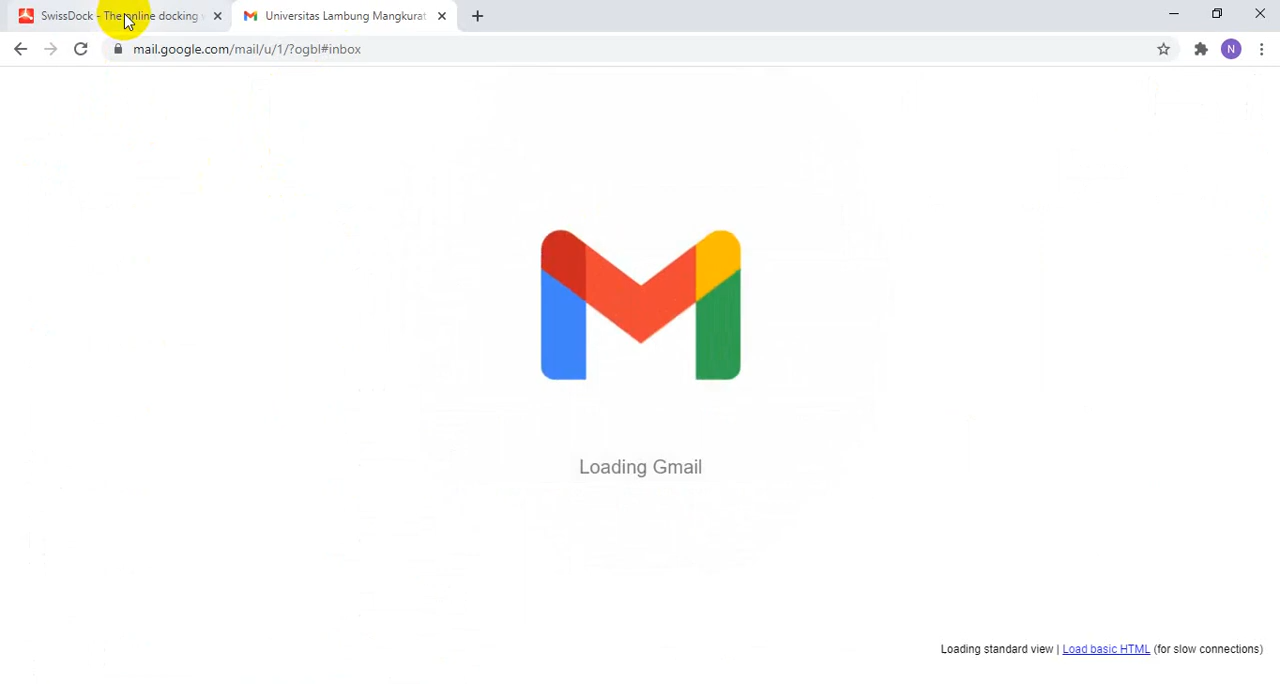 SwissDock - The online docking
Universitas Lambung Mangkurat
mail.google.com/mail/u/1/?ogbl#inbox
N
Loading Gmail
Loading standard view | Load basic HTML (for slow connections)